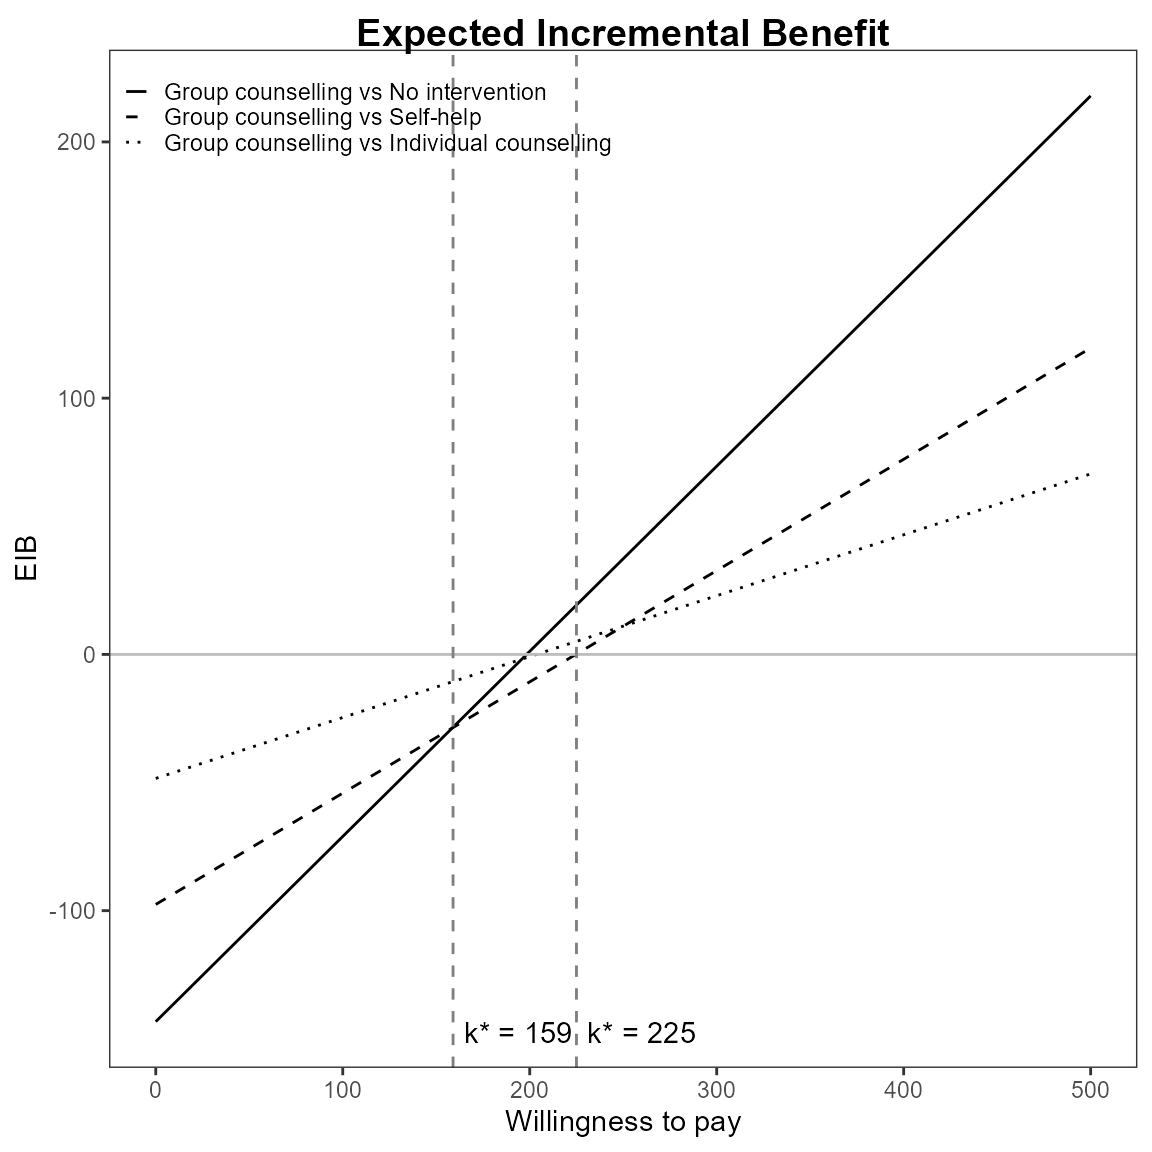 Expected Incremental Benefit
Group counselling vs No intervention
Group counselling vs Self-help
Group counselling vs Individual counselling
200
100
0
-100
EIB
k* = 159
k* = 225
0
100
200
300
400
500
Willingness to pay